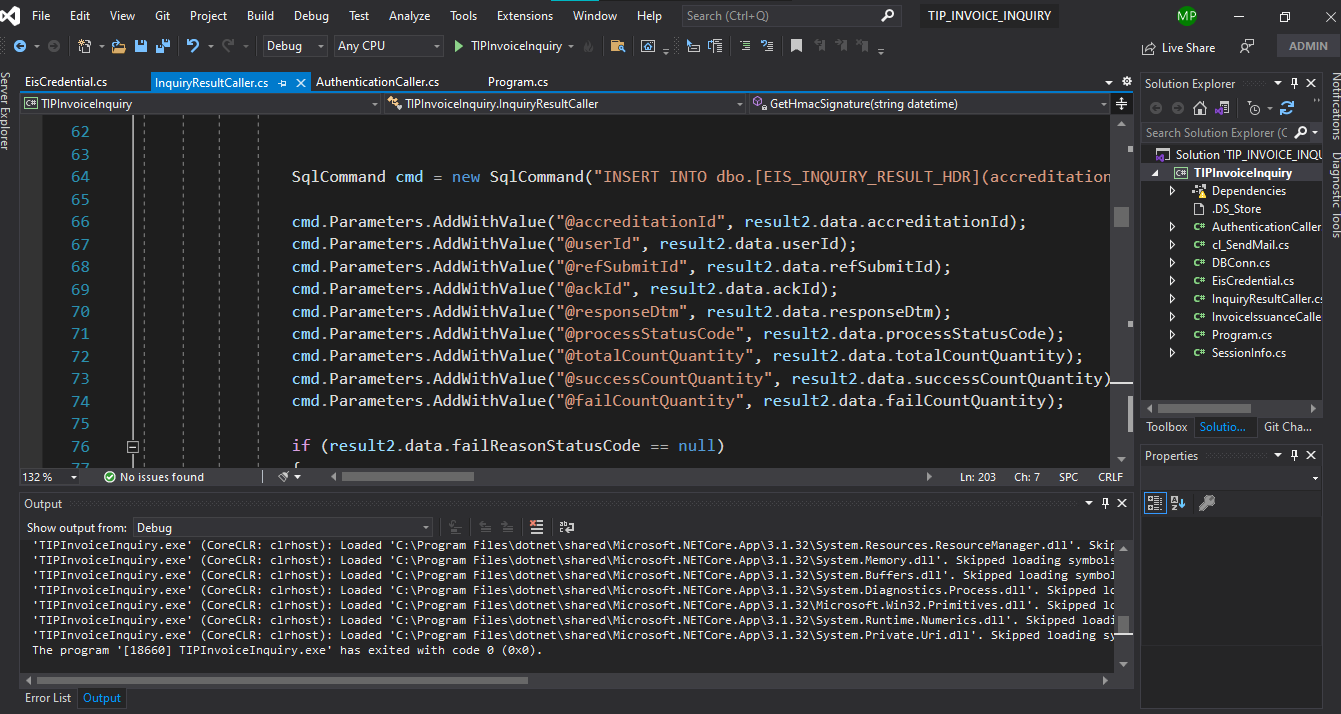 File Edit View Git Project Build Debug Test Analyze Tools Extensions Window Help Search (Ctrl+Q) TIP_INVOICE_INQUIRY MP
Debug Any CPU TIPInvoiceInquiry Live Share ADMIN
Server Explorer
EisCredential.cs InquiryResultCaller.cs AuthenticationCaller.cs Program.cs
C# TIPInvoiceInquiry TIPInvoiceInquiry.InquiryResultCaller GetHmacSignature(string datetime)
62
63
64 SqlCommand cmd = new SqlCommand("INSERT INTO dbo.[EIS_INQUIRY_RESULT_HDR](accreditation
65
66 cmd.Parameters.AddWithValue("@accreditationId", result2.data.accreditationId);
67 cmd.Parameters.AddWithValue("@userId", result2.data.userId);
68 cmd.Parameters.AddWithValue("@refSubmitId", result2.data.refSubmitId);
69 cmd.Parameters.AddWithValue("@ackId", result2.data.ackId);
70 cmd.Parameters.AddWithValue("@responseDtm", result2.data.responseDtm);
71 cmd.Parameters.AddWithValue("@processStatusCode", result2.data.processStatusCode);
72 cmd.Parameters.AddWithValue("@totalCountQuantity", result2.data.totalCountQuantity);
73 cmd.Parameters.AddWithValue("@successCountQuantity", result2.data.successCountQuantity)
74 cmd.Parameters.AddWithValue("@failCountQuantity", result2.data.failCountQuantity);
75
76 if (result2.data.failReasonStatusCode == null)
77 {
132 % No issues found Ln: 203 Ch: 7 SPC CRLF
Output
Show output from: Debug
'TIPInvoiceInquiry.exe' (CoreCLR: clrhost): Loaded 'C:\Program Files\dotnet\shared\Microsoft.NETCore.App\3.1.32\System.Resources.ResourceManager.dll'. Skip
'TIPInvoiceInquiry.exe' (CoreCLR: clrhost): Loaded 'C:\Program Files\dotnet\shared\Microsoft.NETCore.App\3.1.32\System.Memory.dll'. Skipped loading symbols
'TIPInvoiceInquiry.exe' (CoreCLR: clrhost): Loaded 'C:\Program Files\dotnet\shared\Microsoft.NETCore.App\3.1.32\System.Buffers.dll'. Skipped loading symbol
'TIPInvoiceInquiry.exe' (CoreCLR: clrhost): Loaded 'C:\Program Files\dotnet\shared\Microsoft.NETCore.App\3.1.32\System.Diagnostics.Process.dll'. Skipped lo
'TIPInvoiceInquiry.exe' (CoreCLR: clrhost): Loaded 'C:\Program Files\dotnet\shared\Microsoft.NETCore.App\3.1.32\Microsoft.Win32.Primitives.dll'. Skipped lo
'TIPInvoiceInquiry.exe' (CoreCLR: clrhost): Loaded 'C:\Program Files\dotnet\shared\Microsoft.NETCore.App\3.1.32\System.Runtime.Numerics.dll'. Skipped loadi
'TIPInvoiceInquiry.exe' (CoreCLR: clrhost): Loaded 'C:\Program Files\dotnet\shared\Microsoft.NETCore.App\3.1.32\System.Private.Uri.dll'. Skipped loading sy
The program '[18660] TIPInvoiceInquiry.exe' has exited with code 0 (0x0).
Error List Output
Solution Explorer
Search Solution Explorer (C
Solution 'TIP_INVOICE_INQU
C# TIPInvoiceInquiry
Dependencies
.DS_Store
C# AuthenticationCaller
C# cl_SendMail.cs
C# DBConn.cs
C# EisCredential.cs
C# InquiryResultCaller.cs
C# InvoiceIssuanceCalle
C# Program.cs
C# SessionInfo.cs
Toolbox Solutio... Git Cha...
Properties
Notifications
Diagnostic Tools